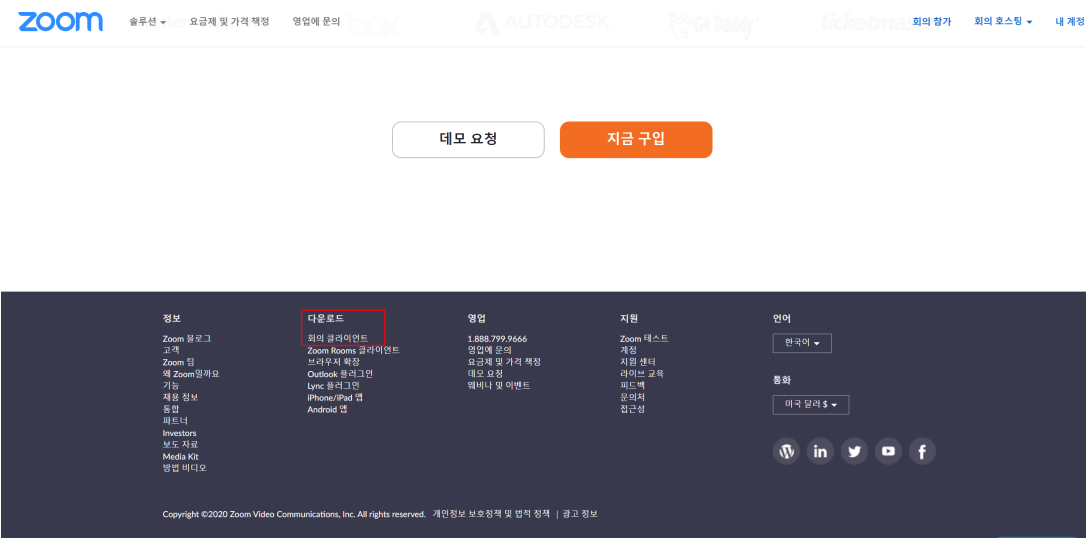 zoom
솔루션 요금제 및 가격 책정 영업에 문의
box AUTODESK GoDaddy
회의 참가 회의 호스팅 내 계정
데모 요청 지금 구입
정보
Zoom 블로그
고객
Zoom 팀
왜 Zoom일까요
기능
채용 정보
통합
파트너
Investors
보도 자료
Media Kit
방법 비디오
다운로드
회의 클라이언트
Zoom Rooms 클라이언트
브라우저 확장
Outlook 플러그인
Lync 플러그인
iPhone/iPad 앱
Android 앱
영업
1.888.799.9666
영업에 문의
요금제 및 가격 책정
데모 요청
웨비나 및 이벤트
지원
Zoom 테스트
계정
지원 센터
라이브 교육
피드백
문의처
접근성
언어
한국어
통화
미국 달러 $
Copyright ©2020 Zoom Video Communications, Inc. All rights reserved. 개인정보 보호정책 및 법적 정책 | 광고 정보